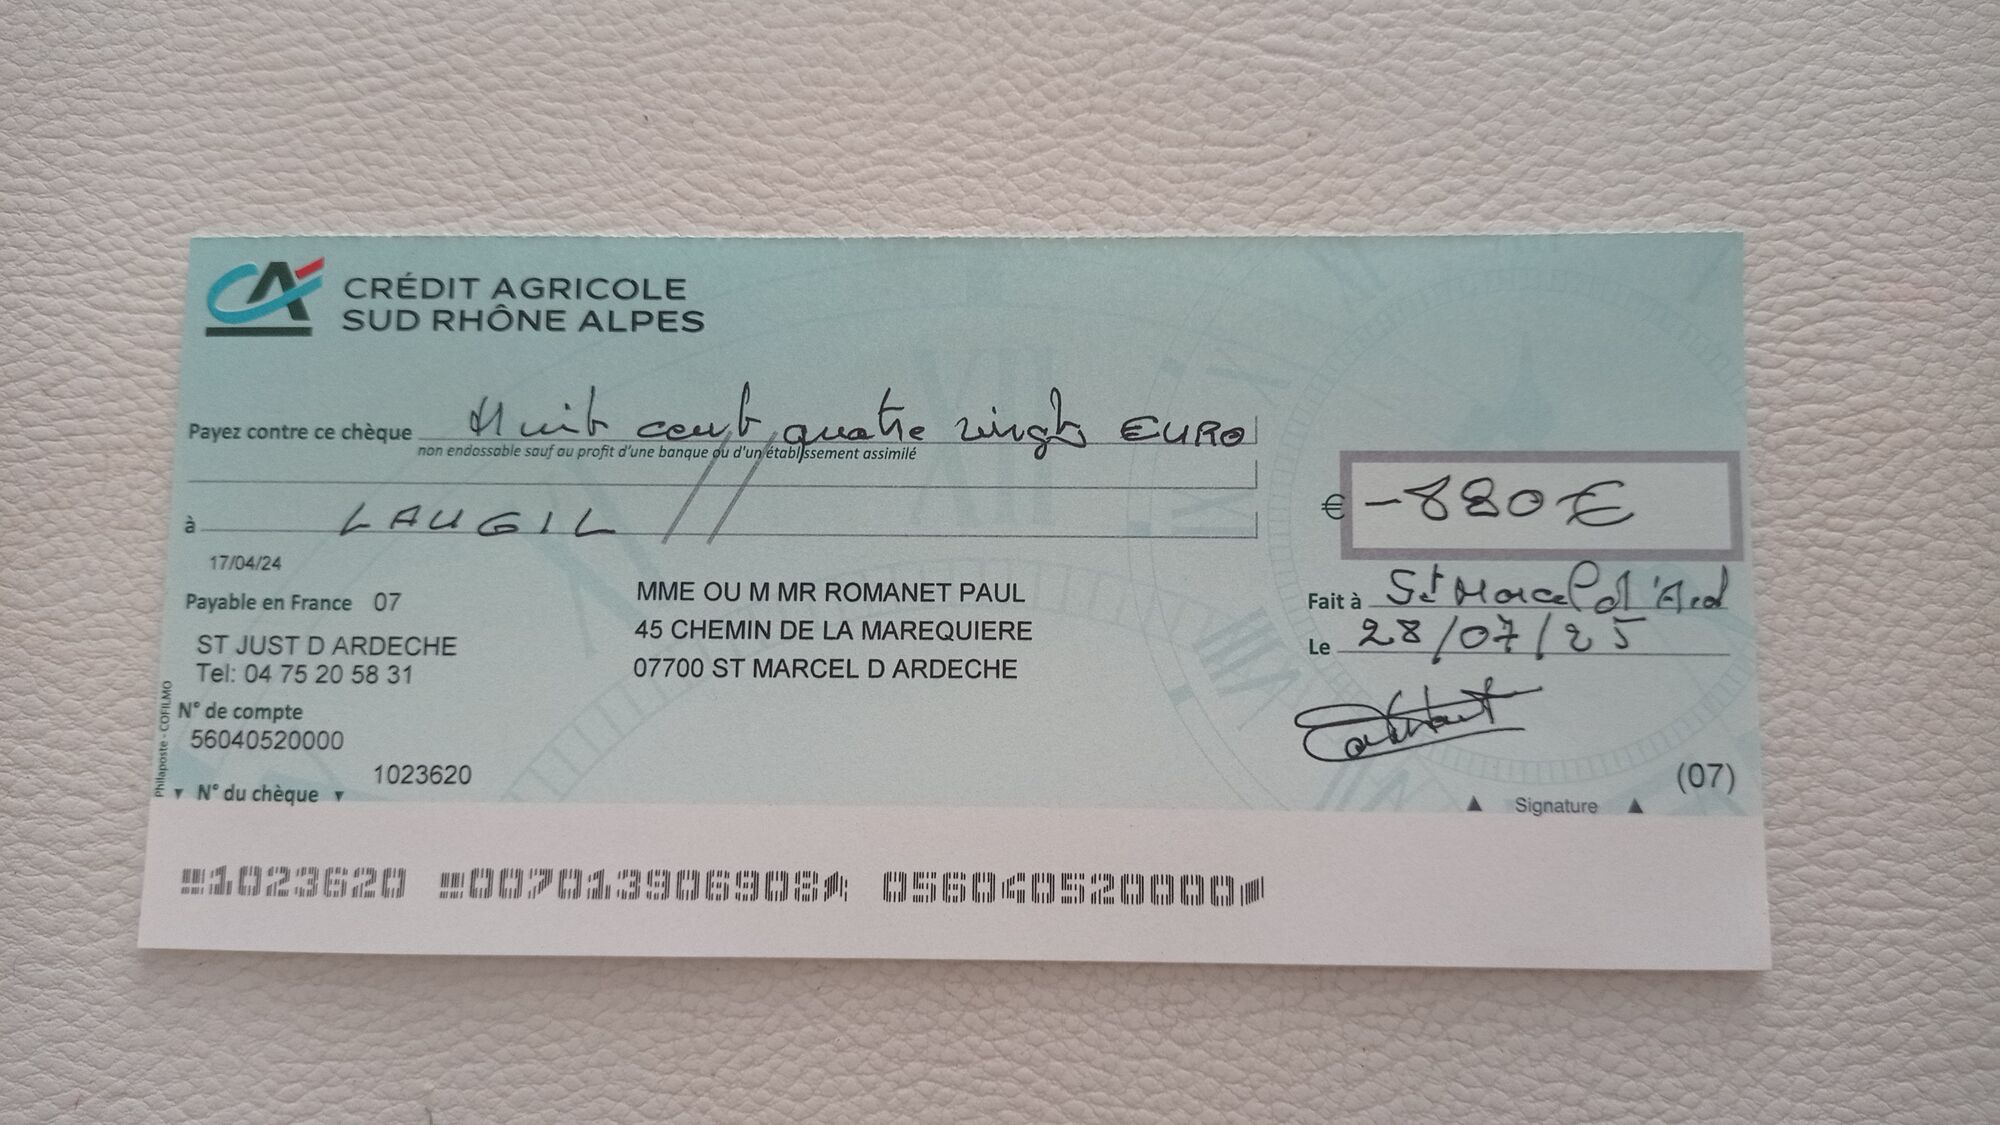 CRÉDIT AGRICOLE
SUD RHÔNE ALPES
Payez contre ce chèque Huit cent quatre vingts EURO
non endossable sauf au profit d'une banque ou d'un établissement assimilé
€ -880€
à LAUGIL
17/04/24
Payable en France 07
ST JUST D ARDECHE
Tel: 04 75 20 58 31
MME OU M MR ROMANET PAUL
45 CHEMIN DE LA MAREQUIERE
07700 ST MARCEL D ARDECHE
Fait à St Marcel d'Ard
Le 28/07/25
N° de compte
56040520000
1023620
N° du chèque
Philaposte - COFILMO
(07)
Signature
1023620 007013906908 056040520000